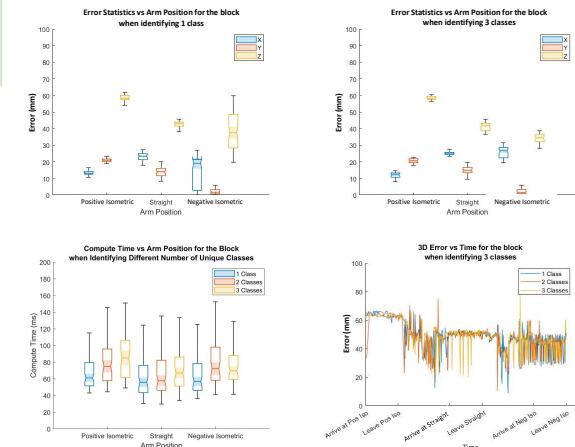 Error Statistics vs Arm Position for the block
when identifying 1 class
Error (mm)
100
90
80
70
60
50
40
30
20
10
0
X
Y
Z
Positive Isometric
Straight
Negative Isometric
Arm Position
Error Statistics vs Arm Position for the block
when identifying 3 classes
Error (mm)
100
90
80
70
60
50
40
30
20
10
0
X
Y
Z
Positive Isometric
Straight
Negative Isometric
Arm Position
Compute Time vs Arm Position for the Block
when Identifying Different Number of Unique Classes
Compute Time (ms)
200
180
160
140
120
100
80
60
40
20
0
1 Class
2 Classes
3 Classes
Positive Isometric
Straight
Negative Isometric
Arm Position
3D Error vs Time for the block
when identifying 3 classes
Error (mm)
100
80
60
40
20
0
1 Class
2 Classes
3 Classes
Arrive at Pos Iso
Leave Pos Iso
Arrive at Straight
Leave Straight
Arrive at Neg Iso
Leave Neg Iso
Time